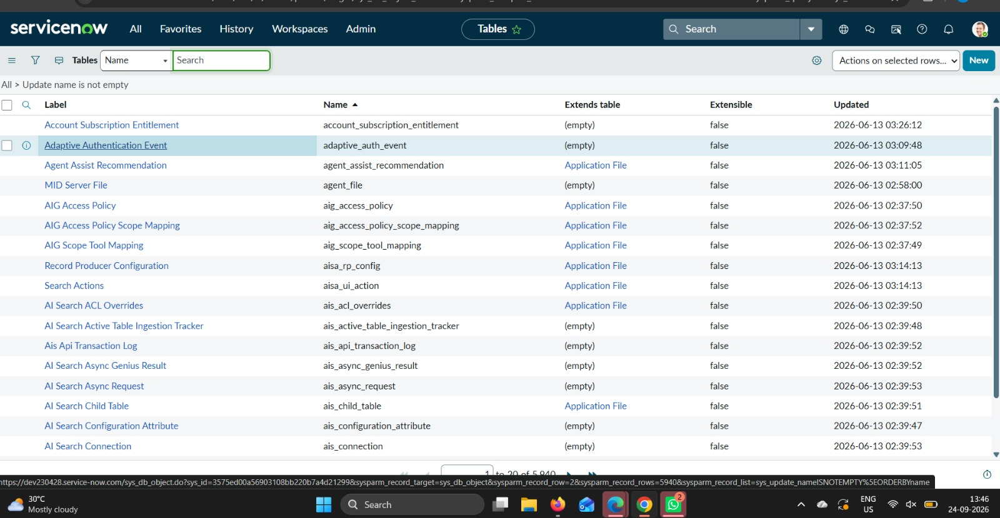 servicenow All Favorites History Workspaces Admin Tables Search
Tables Name Search Actions on selected rows... New
All > Update name is not empty
Label Name Extends table Extensible Updated
Account Subscription Entitlement account_subscription_entitlement (empty) false 2026-06-13 03:26:12
Adaptive Authentication Event adaptive_auth_event (empty) false 2026-06-13 03:09:48
Agent Assist Recommendation agent_assist_recommendation Application File false 2026-06-13 03:11:05
MID Server File agent_file (empty) false 2026-06-13 02:58:00
AIG Access Policy aig_access_policy Application File false 2026-06-13 02:37:50
AIG Access Policy Scope Mapping aig_access_policy_scope_mapping Application File false 2026-06-13 02:37:52
AIG Scope Tool Mapping aig_scope_tool_mapping Application File false 2026-06-13 02:37:49
Record Producer Configuration aisa_rp_config Application File false 2026-06-13 03:14:13
Search Actions aisa_ui_action Application File false 2026-06-13 03:14:13
AI Search ACL Overrides ais_acl_overrides Application File false 2026-06-13 02:39:50
AI Search Active Table Ingestion Tracker ais_active_table_ingestion_tracker (empty) false 2026-06-13 02:39:48
Ais Api Transaction Log ais_api_transaction_log (empty) false 2026-06-13 02:39:52
AI Search Async Genius Result ais_async_genius_result (empty) false 2026-06-13 02:39:52
AI Search Async Request ais_async_request (empty) false 2026-06-13 02:39:53
AI Search Child Table ais_child_table Application File false 2026-06-13 02:39:51
AI Search Configuration Attribute ais_configuration_attribute (empty) false 2026-06-13 02:39:47
AI Search Connection ais_connection (empty) false 2026-06-13 02:39:53
1 to 20 of 5,940
https://dev230428.service-now.com/sys_db_object.do?sys_id=3575ed00a56903108bb220b7a4d21299&sysparm_record_target=sys_db_object&sysparm_record_row=2&sysparm_record_rows=5940&sysparm_record_list=sys_update_nameISNOTEMPTY%5EORDERBYname
30°C
Mostly cloudy
Search
2
ENG
US
13:46
24-09-2026